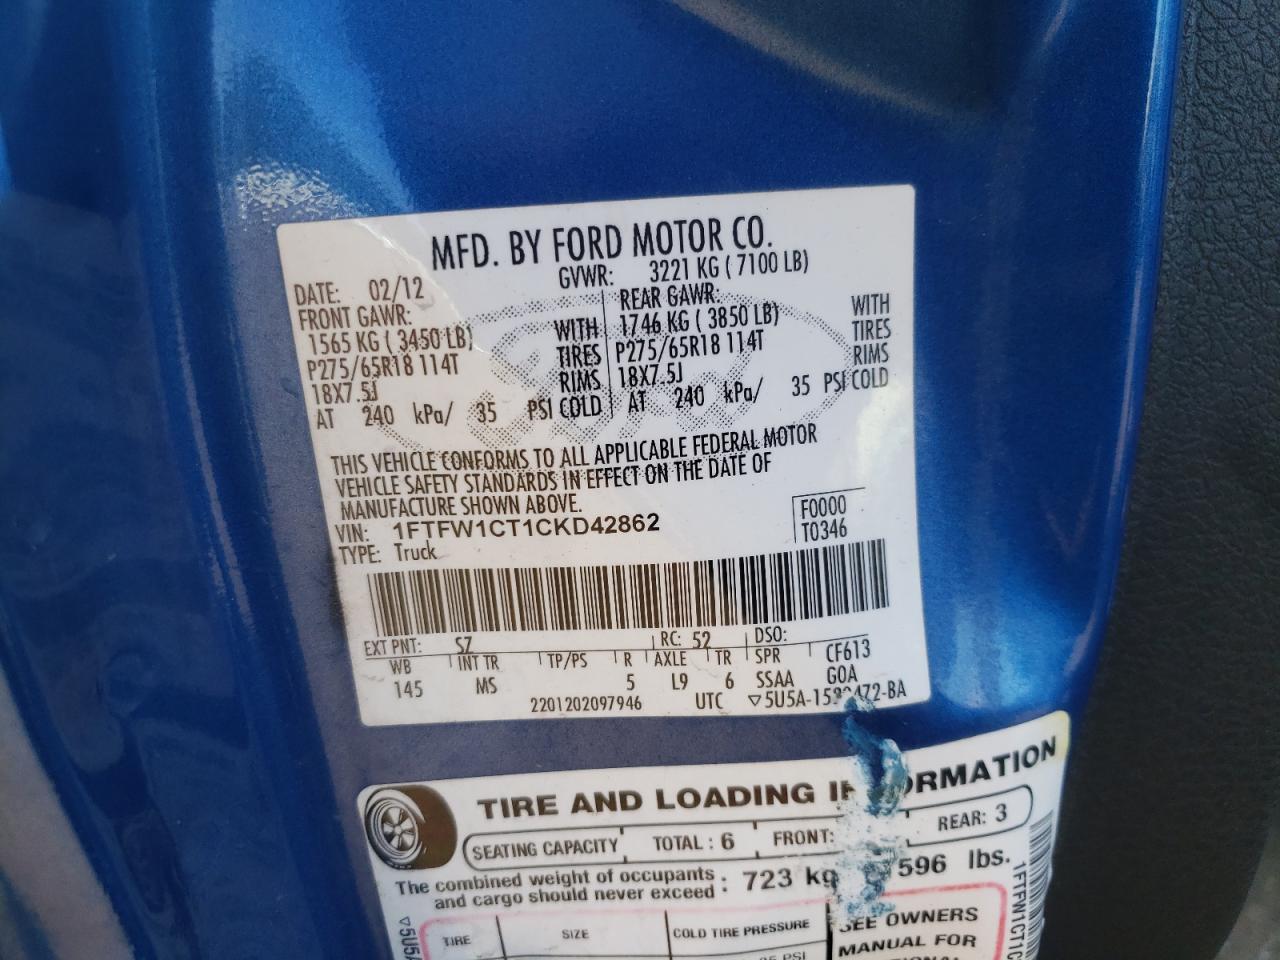 MFD. BY FORD MOTOR CO.
DATE: 02/12 GVWR: 3221 KG ( 7100 LB)
FRONT GAWR: REAR GAWR:
1565 KG ( 3450 LB) WITH 1746 KG ( 3850 LB) WITH
P275/65R18 114T TIRES P275/65R18 114T TIRES
18X7.5J RIMS 18X7.5J RIMS
AT 240 kPa/ 35 PSI COLD AT 240 kPa/ 35 PSI COLD
THIS VEHICLE CONFORMS TO ALL APPLICABLE FEDERAL MOTOR
VEHICLE SAFETY STANDARDS IN EFFECT ON THE DATE OF
MANUFACTURE SHOWN ABOVE.
VIN: 1FTFW1CT1CKD42862 F0000
TYPE: Truck T0346
EXT PNT: SZ RC: 52 DSO:
WB INT TR TP/PS R AXLE TR SPR CF613
145 MS 5 L9 6 SSAA GOA
2201202097946 UTC
TIRE AND LOADING
SEATING CAPACITY TOTAL : 6 FRONT: REAR: 3
The combined weight of occupants
and cargo should never exceed : 723 kg 596 lbs.
TIRE SIZE COLD TIRE PRESSURE SEE OWNERS
MANUAL FOR